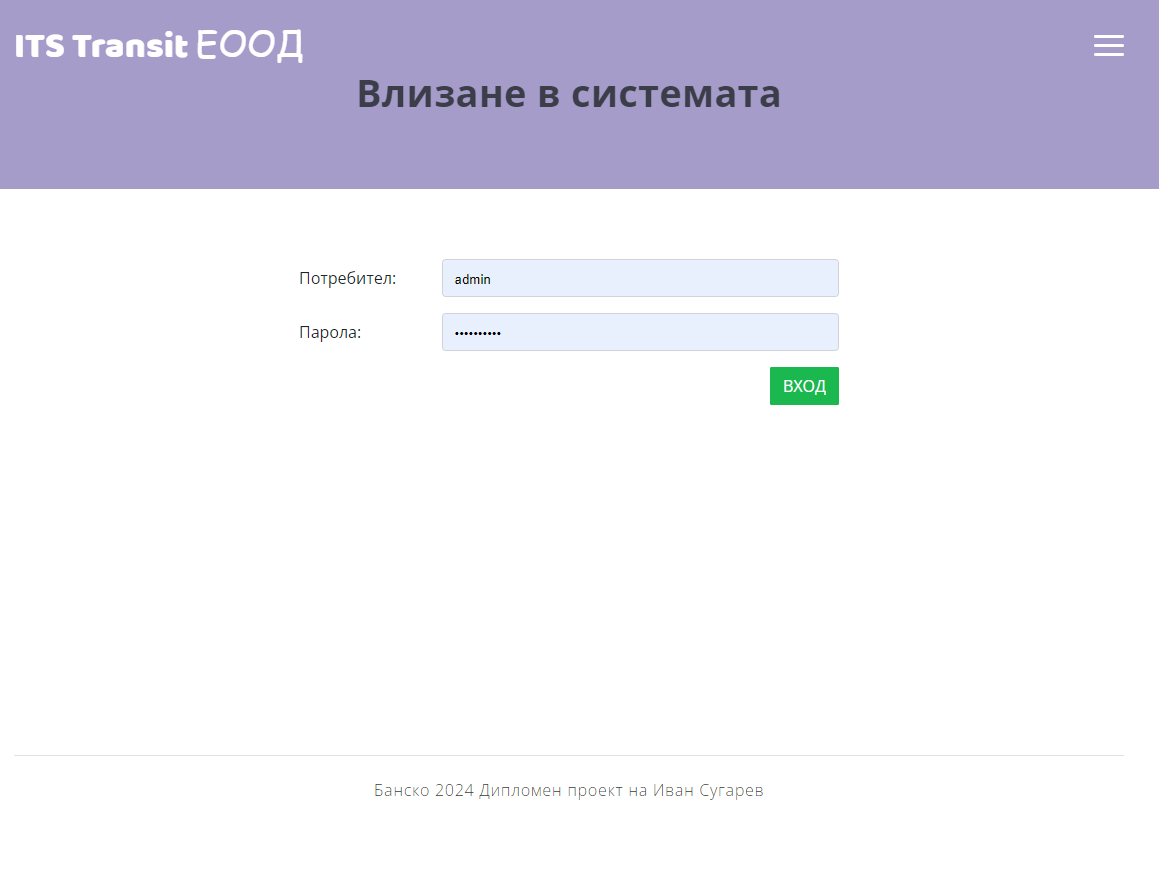 ITS Transit ЕООД
Влизане в системата
Потребител:
admin
Парола:
••••••••••
ВХОД
Банско 2024 Дипломен проект на Иван Сугарев